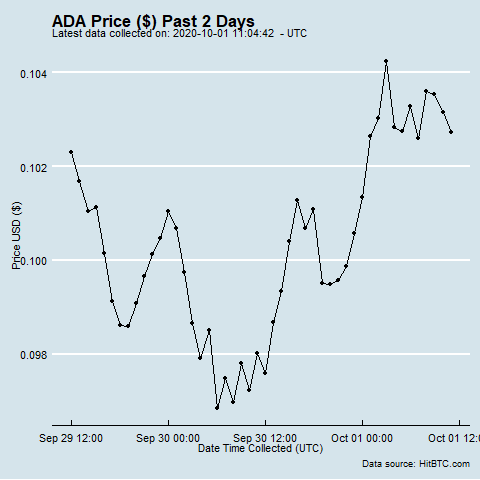 ADA Price ($) Past 2 Days
Latest data collected on: 2020-10-01 11:04:42 - UTC
0.104
0.102
0.100
0.098
Price USD ($)
Sep 29 12:00
Sep 30 00:00
Sep 30 12:00
Oct 01 00:00
Oct 01 12:00
Date Time Collected (UTC)
Data source: HitBTC.com